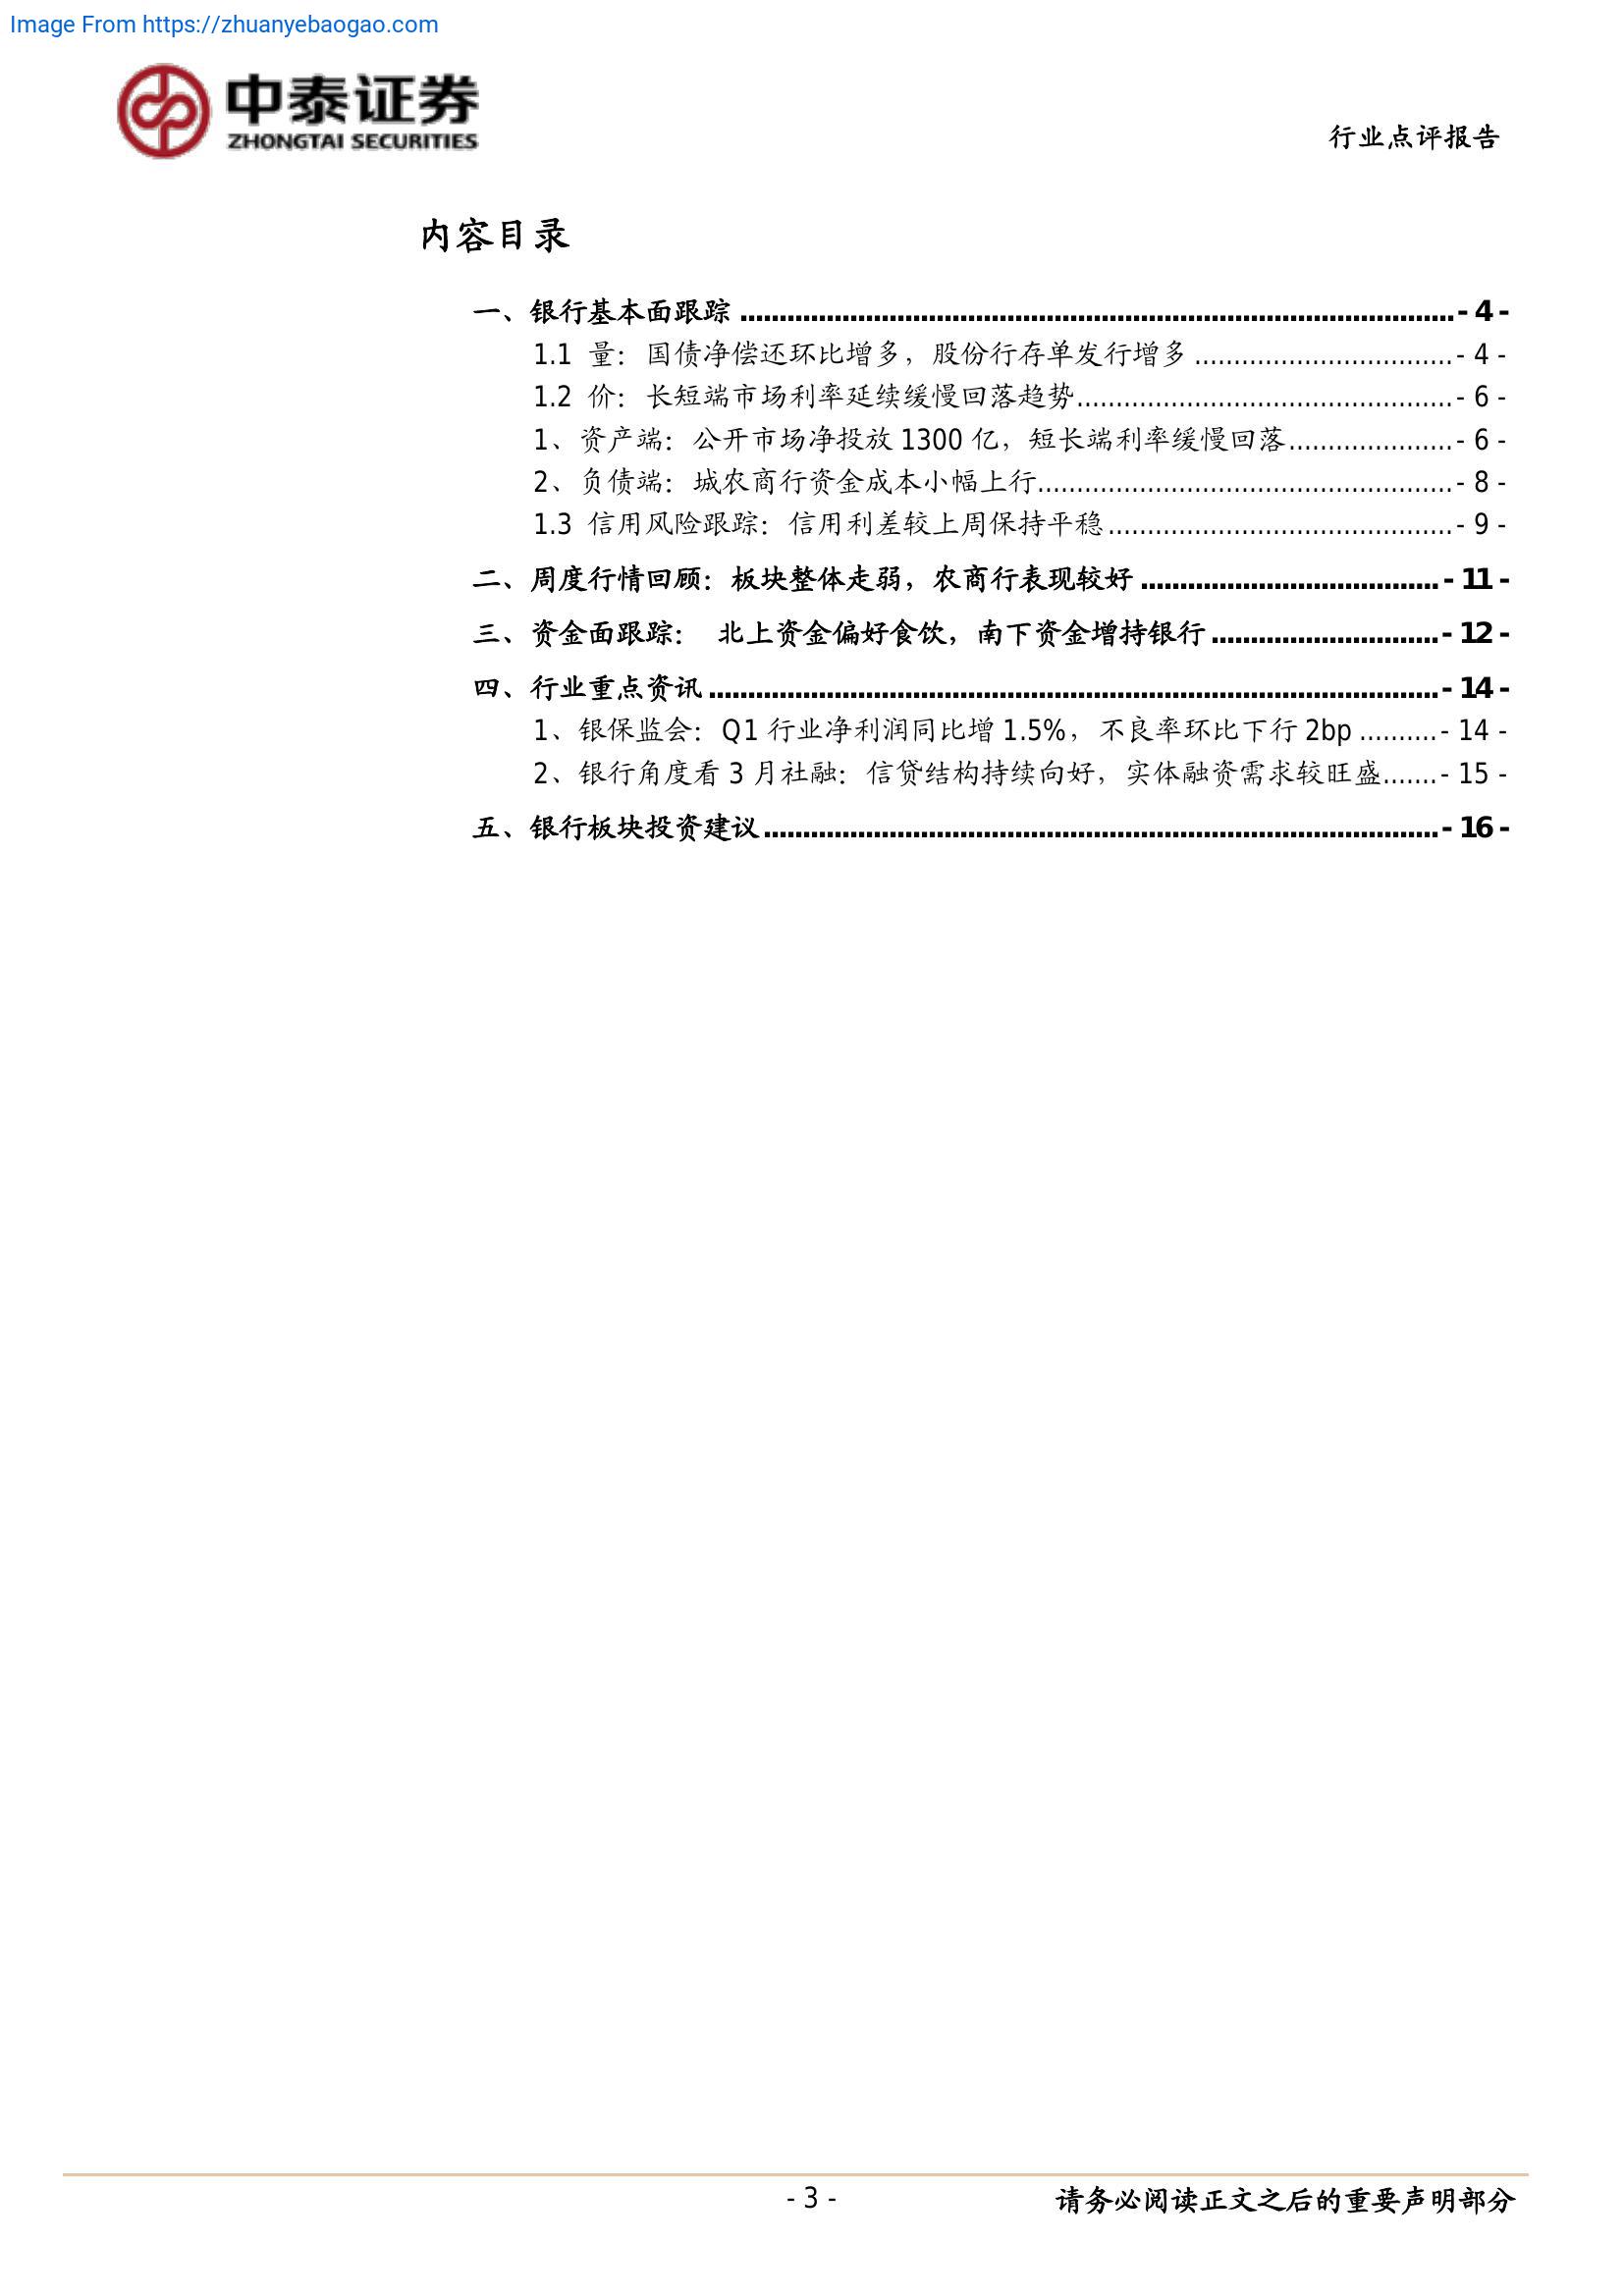 Image From https://zhuanyebaogao.com
中泰证券
ZHONGTAI SECURITIES
行业点评报告
内容目录
一、银行基本面跟踪 ........................................ - 4 -
1.1 量：国债净偿还环比增多，股份行存单发行增多 ................................. - 4 -
1.2 价：长短端市场利率延续缓慢回落趋势................................................ - 6 -
1、资产端：公开市场净投放 1300 亿，短长端利率缓慢回落..................... - 6 -
2、负债端：城农商行资金成本小幅上行..................................................... - 8 -
1.3 信用风险跟踪：信用利差较上周保持平稳............................................ - 9 -
二、周度行情回顾：板块整体走弱，农商行表现较好 ...................................... - 11 -
三、资金面跟踪： 北上资金偏好食饮，南下资金增持银行 ............................. - 12 -
四、行业重点资讯 ........................................ - 14 -
1、银保监会：Q1 行业净利润同比增 1.5%，不良率环比下行 2bp .......... - 14 -
2、银行角度看 3 月社融：信贷结构持续向好，实体融资需求较旺盛....... - 15 -
五、银行板块投资建议........................................ - 16 -
- 3 -
请务必阅读正文之后的重要声明部分